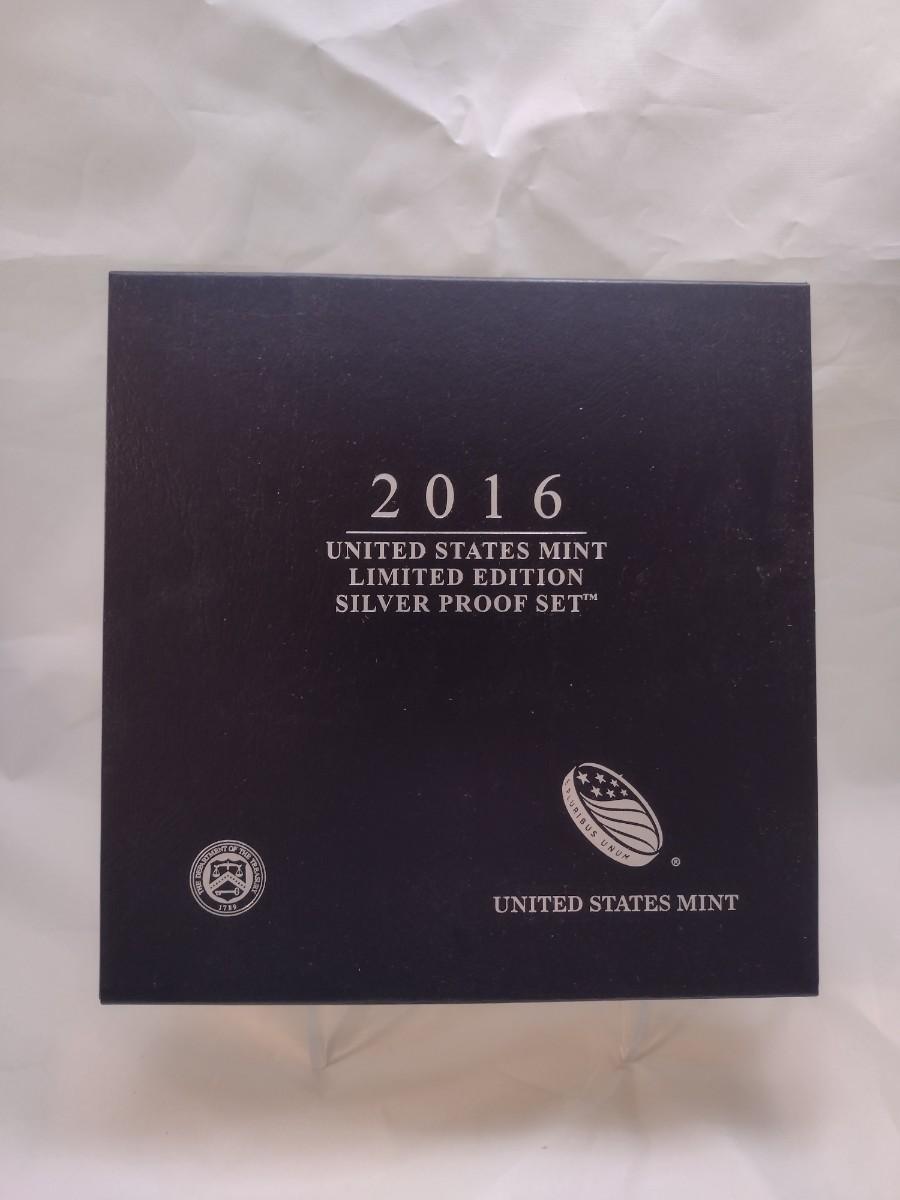 2016
UNITED STATES MINT
LIMITED EDITION
SILVER PROOF SET™
E PLURIBUS UNUM
®
THE DEPARTMENT OF THE TREASURY
1789
UNITED STATES MINT